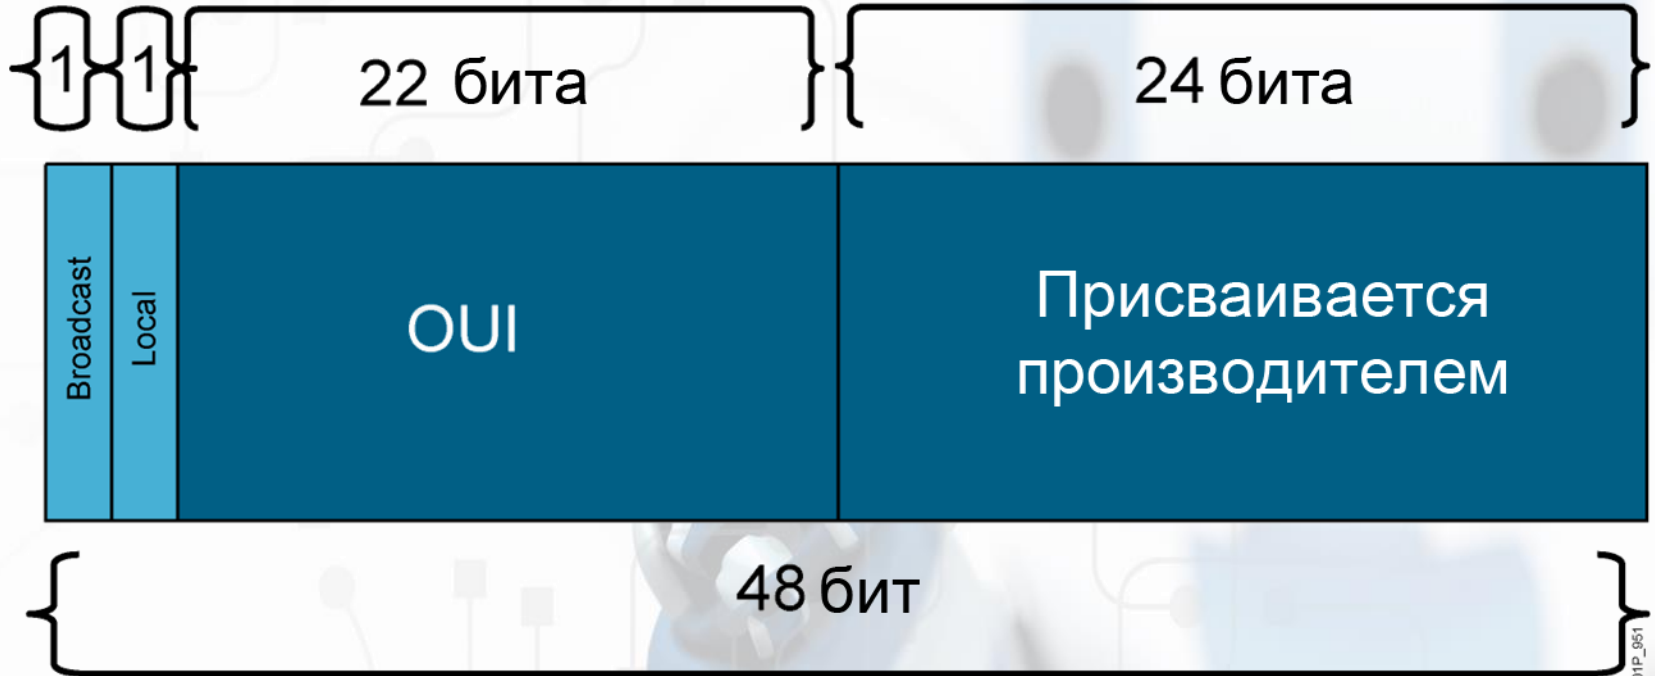 1 1 22 бита 24 бита
Broadcast
Local
OUI
Присваивается
производителем
48 бит